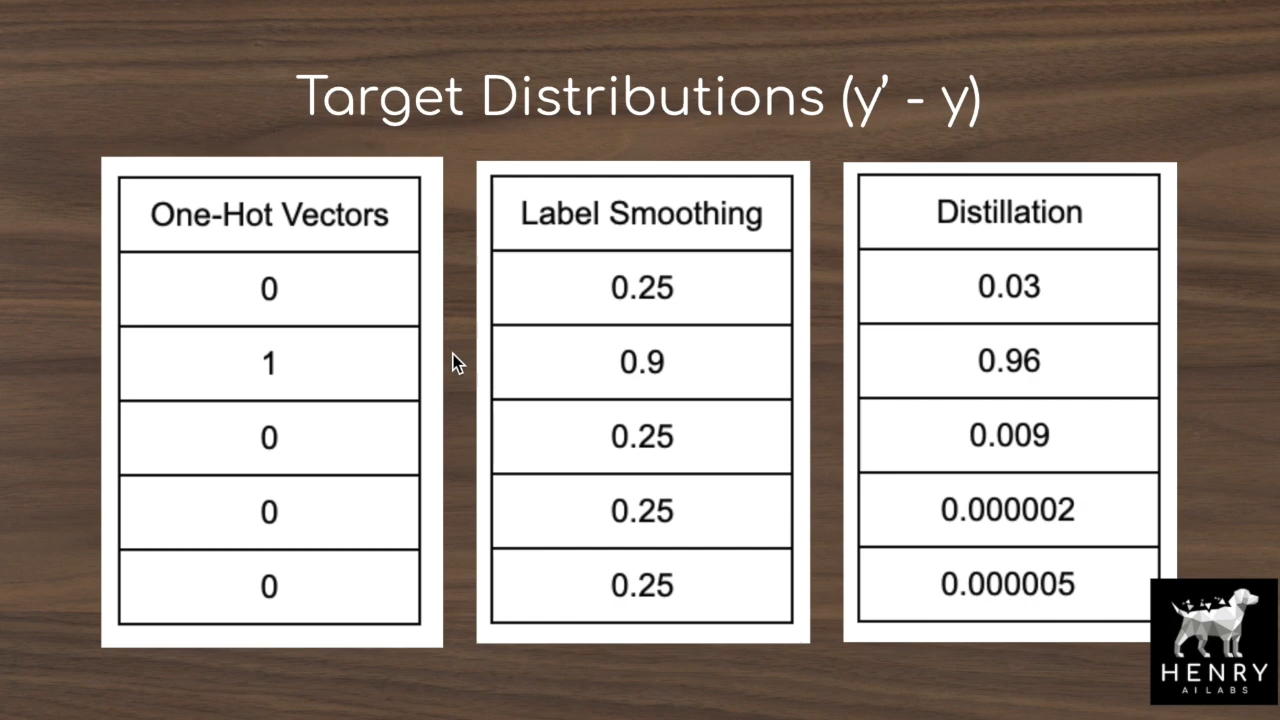 Target Distributions (y' - y)
One-Hot Vectors
0
1
0
0
0
Label Smoothing
0.25
0.9
0.25
0.25
0.25
Distillation
0.03
0.96
0.009
0.000002
0.000005
HENRY
AI LABS